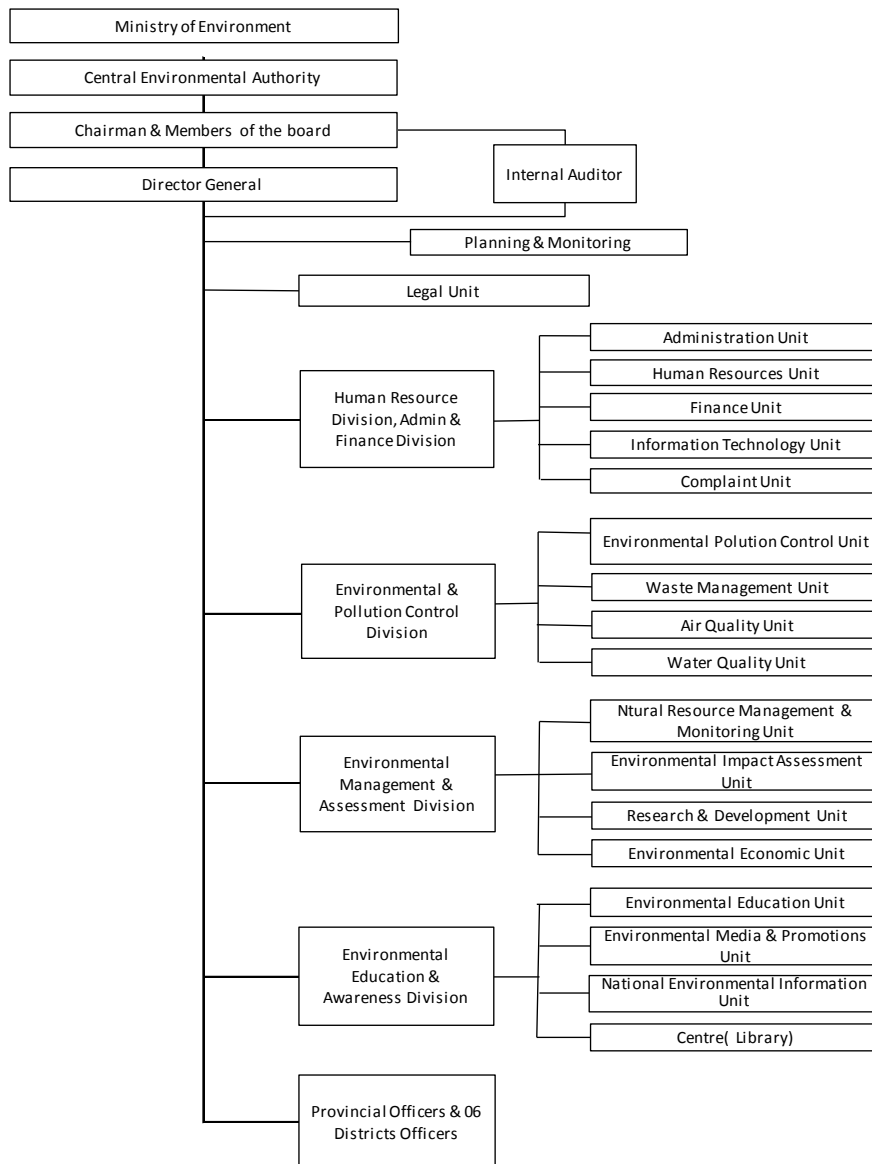 Ministry of Environment
Central Environmental Authority
Chairman & Members of the board
Director General
Internal Auditor
Planning & Monitoring
Legal Unit
Human Resource
Division, Admin &
Finance Division
Administration Unit
Human Resources Unit
Finance Unit
Information Technology Unit
Complaint Unit
Environmental &
Pollution Control
Division
Environmental Polution Control Unit
Waste Management Unit
Air Quality Unit
Water Quality Unit
Environmental
Management &
Assessment Division
Ntural Resource Management &
Monitoring Unit
Environmental Impact Assessment
Unit
Research & Development Unit
Environmental Economic Unit
Environmental
Education &
Awareness Division
Environmental Education Unit
Environmental Media & Promotions
Unit
National Environmental Information
Unit
Centre( Library)
Provincial Officers & 06
Districts Officers